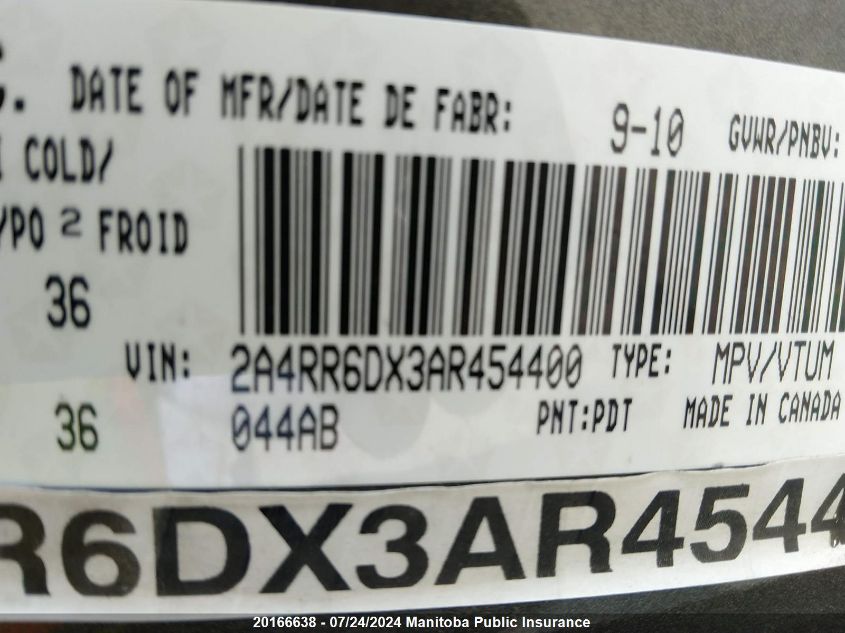 DATE OF MFR/DATE DE FABR: 9-10 GVWR/PNBV:
COLD/
2 FROID
36
VIN: 2A4RR6DX3AR454400 TYPE: MPV/VTUM
36 044AB PNT:PDT MADE IN CANADA
R6DX3AR4544
20166638 - 07/24/2024 Manitoba Public Insurance